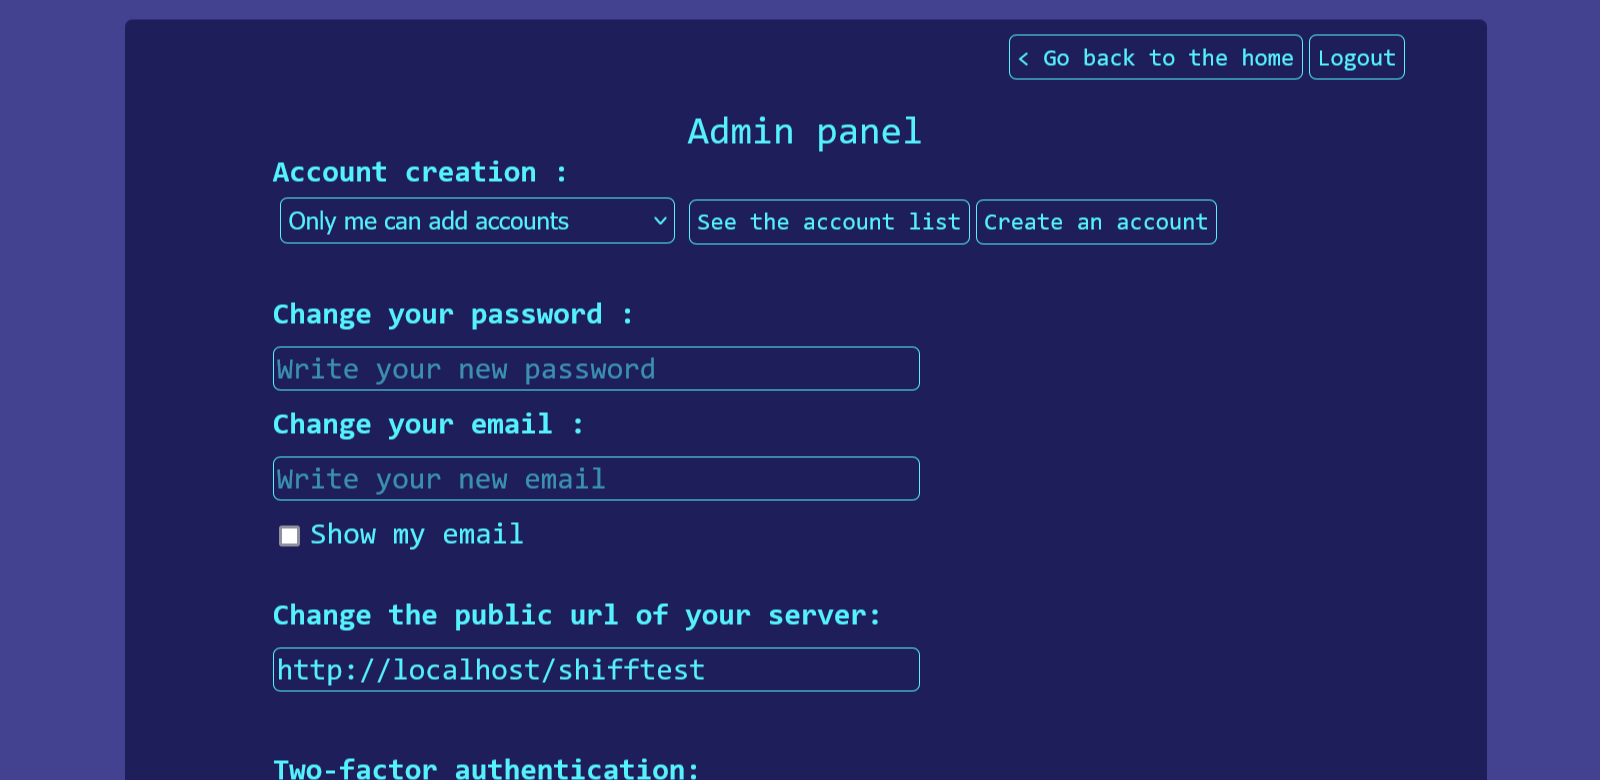 < Go back to the home Logout
Admin panel
Account creation :
Only me can add accounts See the account list Create an account
Change your password :
Write your new password
Change your email :
Write your new email
Show my email
Change the public url of your server:
http://localhost/shifftest
Two-factor authentication: